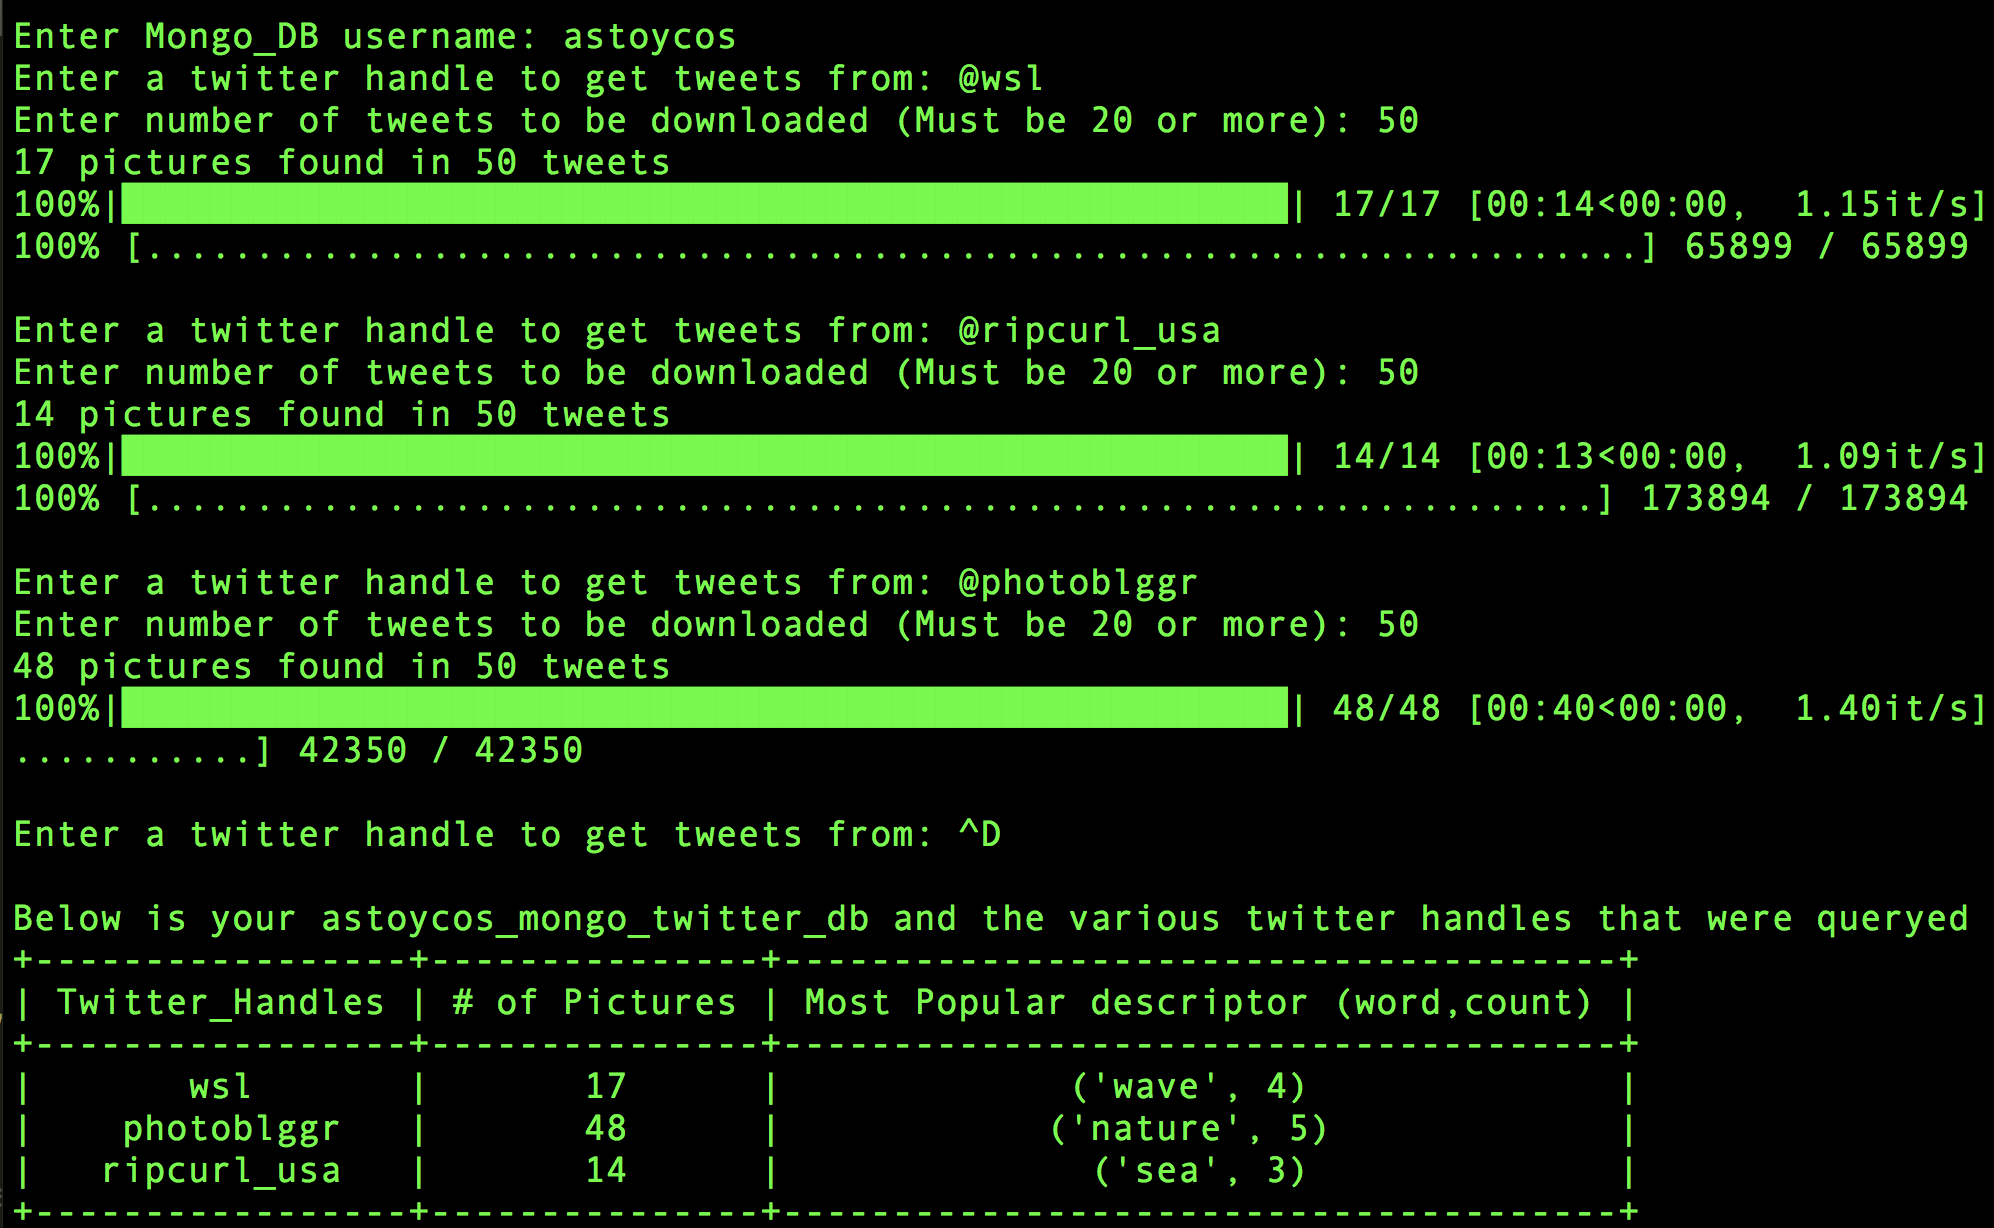 Enter Mongo_DB username: astoycos
Enter a twitter handle to get tweets from: @wsl
Enter number of tweets to be downloaded (Must be 20 or more): 50
17 pictures found in 50 tweets
100%|██████████████████████████████████████████████████████| 17/17 [00:14<00:00,  1.15it/s]
100% [....................................................................] 65899 / 65899

Enter a twitter handle to get tweets from: @ripcurl_usa
Enter number of tweets to be downloaded (Must be 20 or more): 50
14 pictures found in 50 tweets
100%|██████████████████████████████████████████████████████| 14/14 [00:13<00:00,  1.09it/s]
100% [..................................................................] 173894 / 173894

Enter a twitter handle to get tweets from: @photoblggr
Enter number of tweets to be downloaded (Must be 20 or more): 50
48 pictures found in 50 tweets
100%|██████████████████████████████████████████████████████| 48/48 [00:40<00:00,  1.40it/s]
...........] 42350 / 42350

Enter a twitter handle to get tweets from: ^D

Below is your astoycos_mongo_twitter_db and the various twitter handles that were queryed
+-----------------+---------------+--------------------------------------+
| Twitter_Handles | # of Pictures | Most Popular descriptor (word,count) |
+-----------------+---------------+--------------------------------------+
|       wsl       |       17      |             ('wave', 4)              |
|    photoblggr   |       48      |            ('nature', 5)             |
|   ripcurl_usa   |       14      |              ('sea', 3)              |
+-----------------+---------------+--------------------------------------+